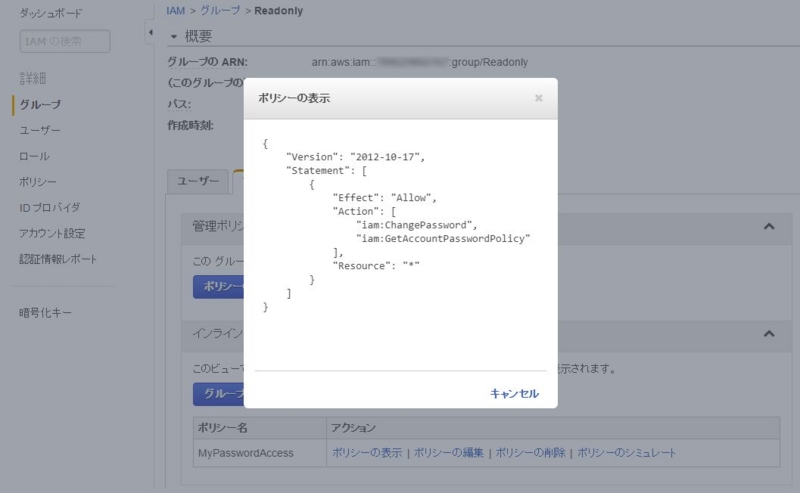 ダッシュボード
IAM の検索
詳細
グループ
ユーザー
ロール
ポリシー
ID プロバイダ
アカウント設定
認証情報レポート
暗号化キー
IAM > グループ > Readonly
概要
グループの ARN: arn:aws:iam:: :group/Readonly
(このグループの
パス:
作成時刻:
ユーザー
管理ポリシ
この グルー
ポリシー
インライン
このビューで 示されます。
グループ
ポリシー名 アクション
MyPasswordAccess ポリシーの表示 | ポリシーの編集 | ポリシーの削除 | ポリシーのシミュレート
ポリシーの表示 ×
{
"Version": "2012-10-17",
"Statement": [
{
"Effect": "Allow",
"Action": [
"iam:ChangePassword",
"iam:GetAccountPasswordPolicy"
],
"Resource": "*"
}
]
}
キャンセル